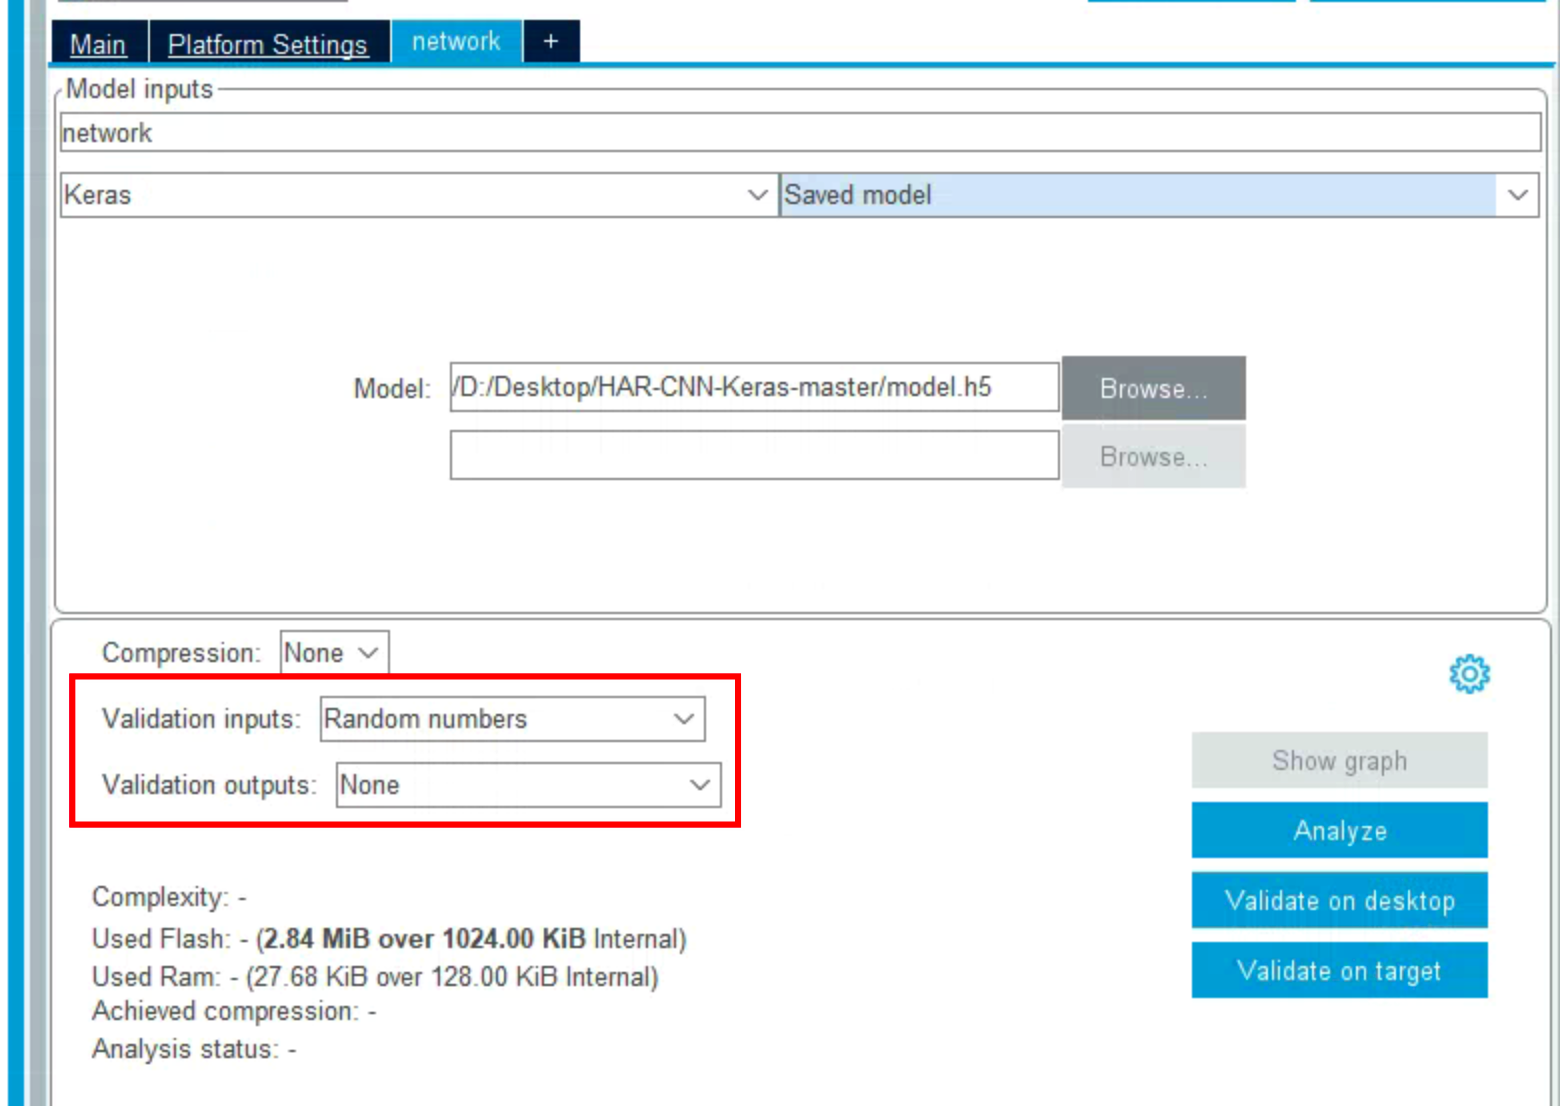 Main Platform Settings network +
Model inputs
network
Keras Saved model
Model: /D:/Desktop/HAR-CNN-Keras-master/model.h5 Browse...
Browse...
Compression: None
Validation inputs: Random numbers
Validation outputs: None
Show graph
Analyze
Validate on desktop
Validate on target
Complexity: -
Used Flash: - (2.84 MiB over 1024.00 KiB Internal)
Used Ram: - (27.68 KiB over 128.00 KiB Internal)
Achieved compression: -
Analysis status: -